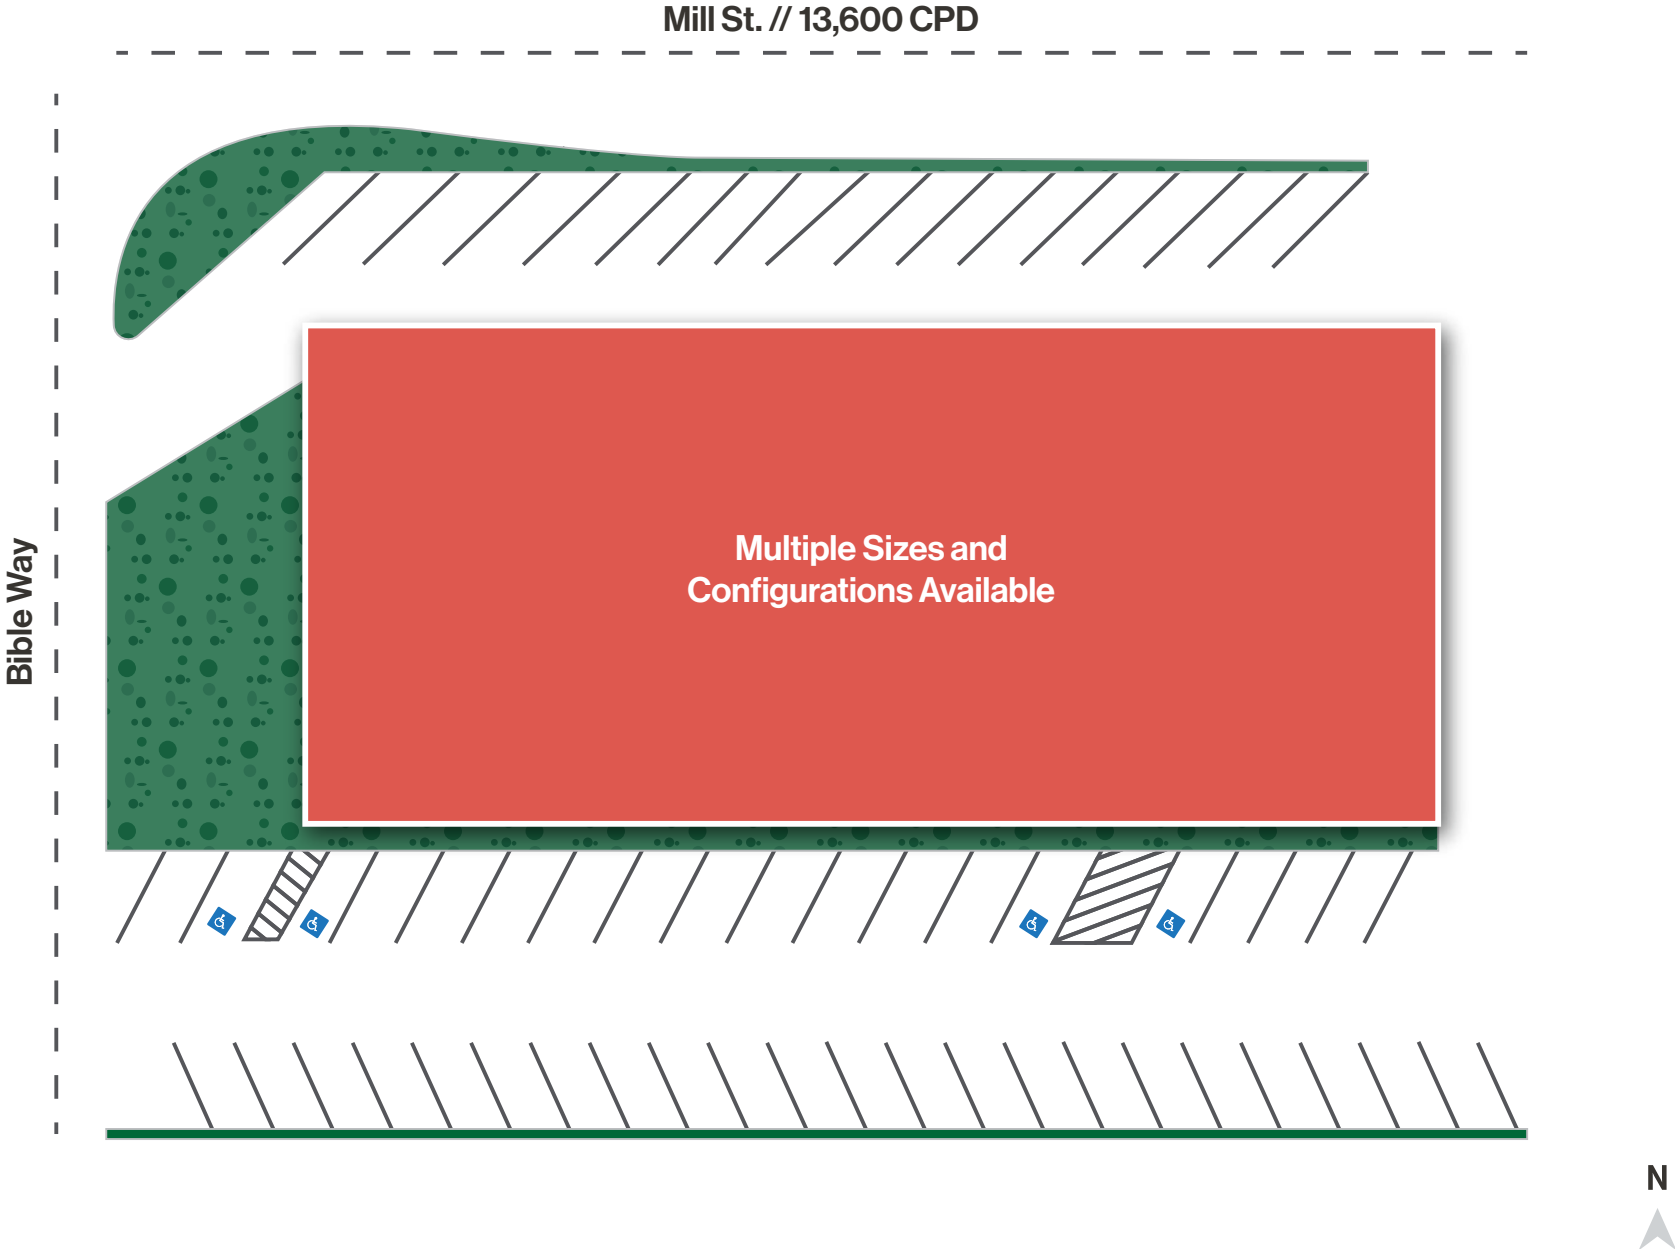 Mill St. // 13,600 CPD
Bible Way
Multiple Sizes and
Configurations Available
N